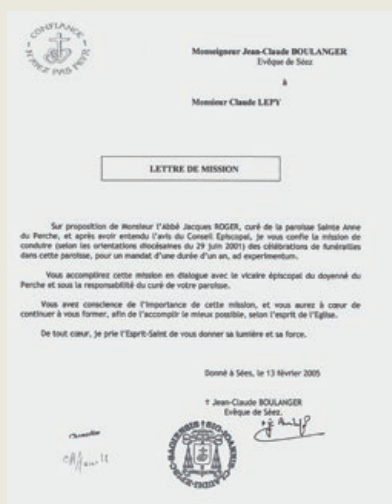 CONFIANCE
N'AYEZ PAS PEUR
Monseigneur Jean-Claude BOULANGER
Evêque de Séez
à
Monsieur Claude LEPY
LETTRE DE MISSION
Sur proposition de Monsieur l'Abbé Jacques ROGER, curé de la paroisse Sainte Anne
du Perche, et après avoir entendu l'avis du Conseil Episcopal, je vous confie la mission de
conduire (selon les orientations diocésaines du 29 juin 2001) des célébrations de funérailles
dans cette paroisse, pour un mandat d'une durée d'un an, ad experimentum.
Vous accomplirez cette mission en dialogue avec le vicaire épiscopal du doyenné du
Perche et sous la responsabilité du curé de votre paroisse.
Vous avez conscience de l'importance de cette mission, et vous aurez à cœur de
continuer à vous former, afin de l'accomplir le mieux possible, selon l'esprit de l'Eglise.
De tout cœur, je prie l'Esprit-Saint de vous donner sa lumière et sa force.
Donné à Sées, le 13 février 2005
† Jean-Claude BOULANGER
Evêque de Séez.